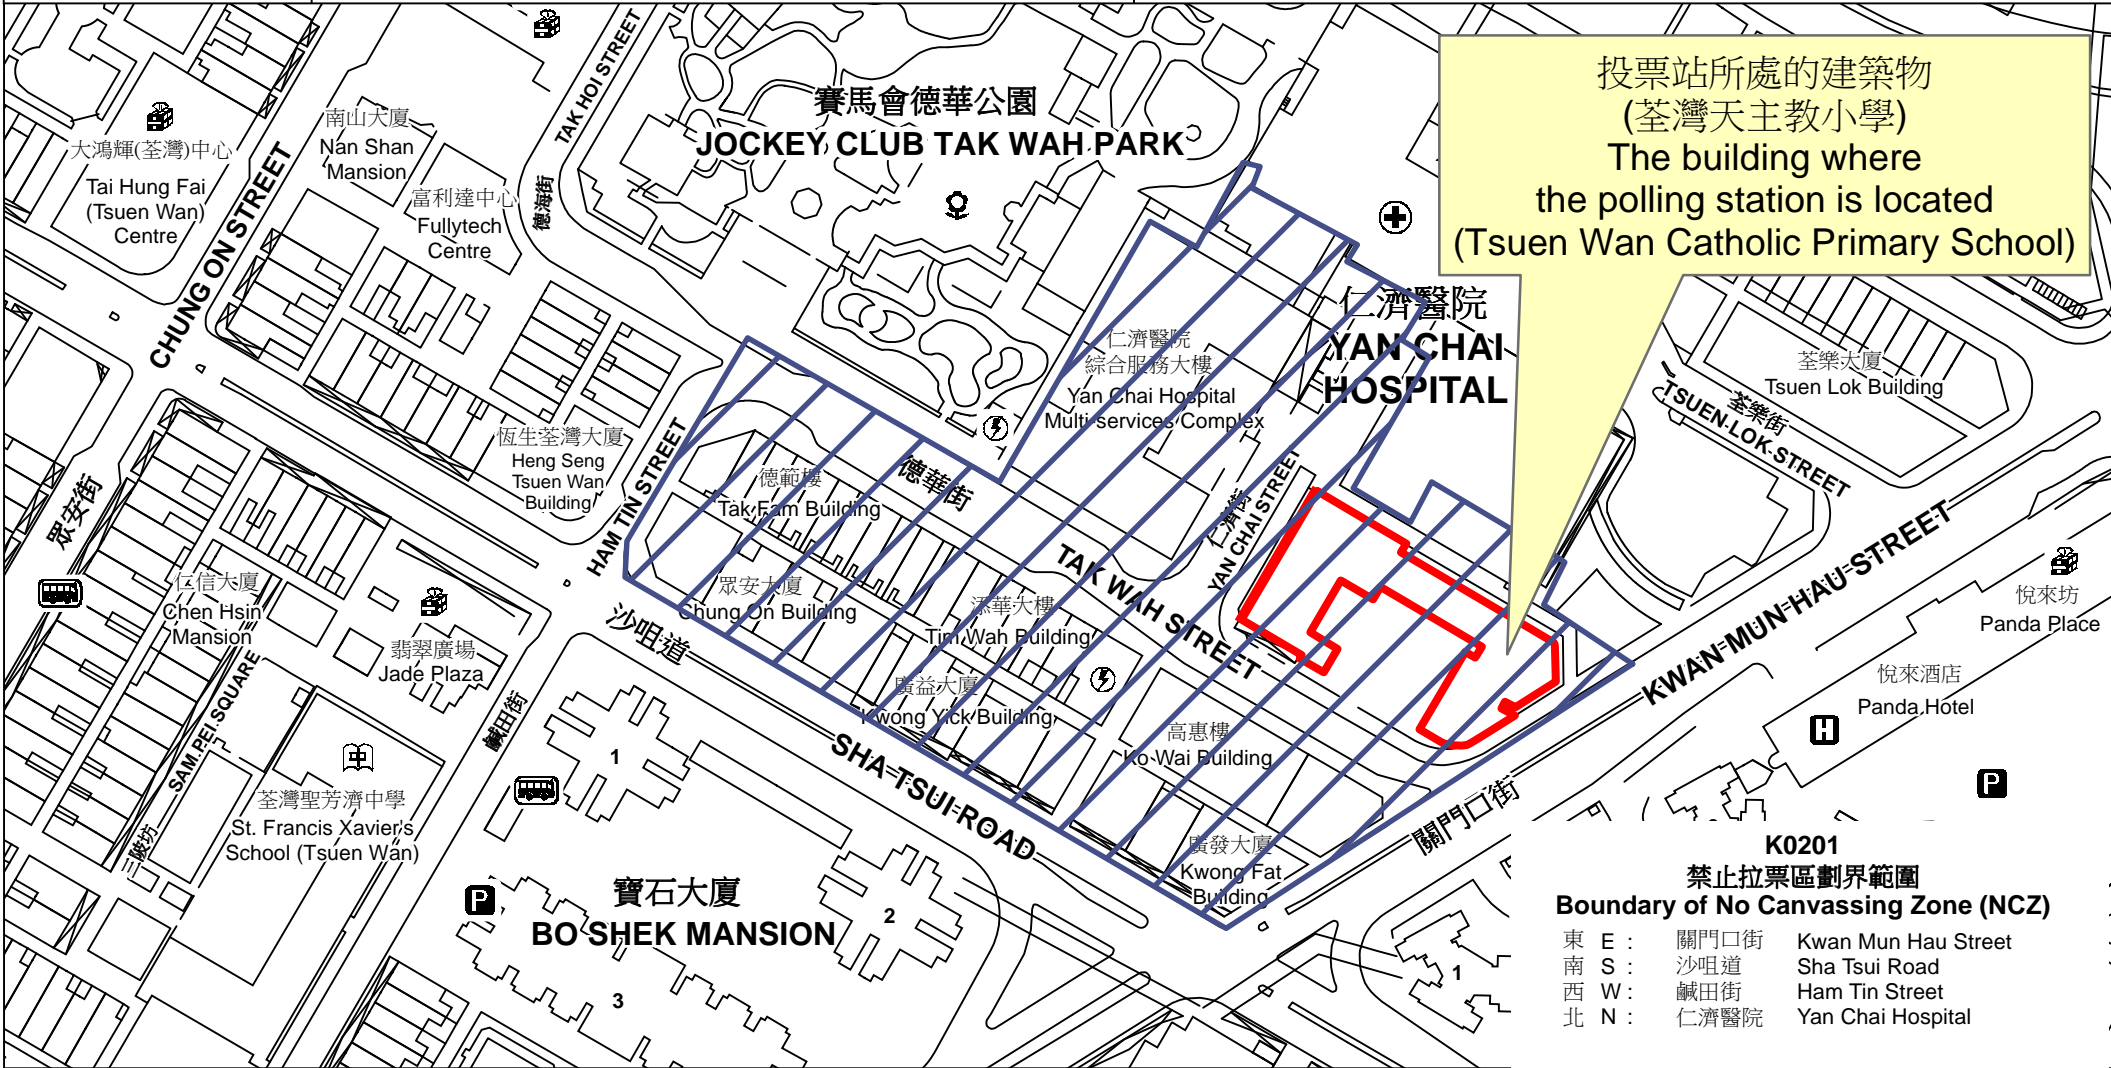 投票站所處的建築物
(荃灣天主教小學)
The building where
the polling station is located
(Tsuen Wan Catholic Primary School)
賽馬會德華公園
JOCKEY CLUB TAK WAH PARK
TAK HOI STREET
德海街
南山大廈
Nan Shan
Mansion
大鴻輝(荃灣)中心
Tai Hung Fai
(Tsuen Wan)
Centre
富利達中心
Fullytech
Centre
CHUNG ON STREET
眾安街
仁濟醫院
YAN CHAI
HOSPITAL
仁濟醫院
綜合服務大樓
Yan Chai Hospital
Multi-services Complex
荃樂大廈
Tsuen Lok Building
荃樂街
TSUEN LOK STREET
恆生荃灣大廈
Heng Seng
Tsuen Wan
Building
HAM TIN STREET
鹹田街
德範樓
Tak Fam Building
德華街
TAK WAH STREET
仁濟街
YAN CHAI STREET
眾安大廈
Chung On Building
添華大樓
Tim Wah Building
廣益大廈
Kwong Yick Building
高惠樓
Ko Wai Building
廣發大廈
Kwong Fat
Building
沙咀道
SHA TSUI ROAD
關門口街
KWAN MUN HAU STREET
悅來坊
Panda Place
悅來酒店
Panda Hotel
H
P
仁信大廈
Chen Hsin
Mansion
翡翠廣場
Jade Plaza
SAM PEI SQUARE
三陂坊
中
荃灣聖芳濟中學
St. Francis Xavier's
School (Tsuen Wan)
P
寶石大廈
BO SHEK MANSION
1
2
3
1
K0201
禁止拉票區劃界範圍
Boundary of No Canvassing Zone (NCZ)
東 E : 關門口街 Kwan Mun Hau Street
南 S : 沙咀道 Sha Tsui Road
西 W : 鹹田街 Ham Tin Street
北 N : 仁濟醫院 Yan Chai Hospital